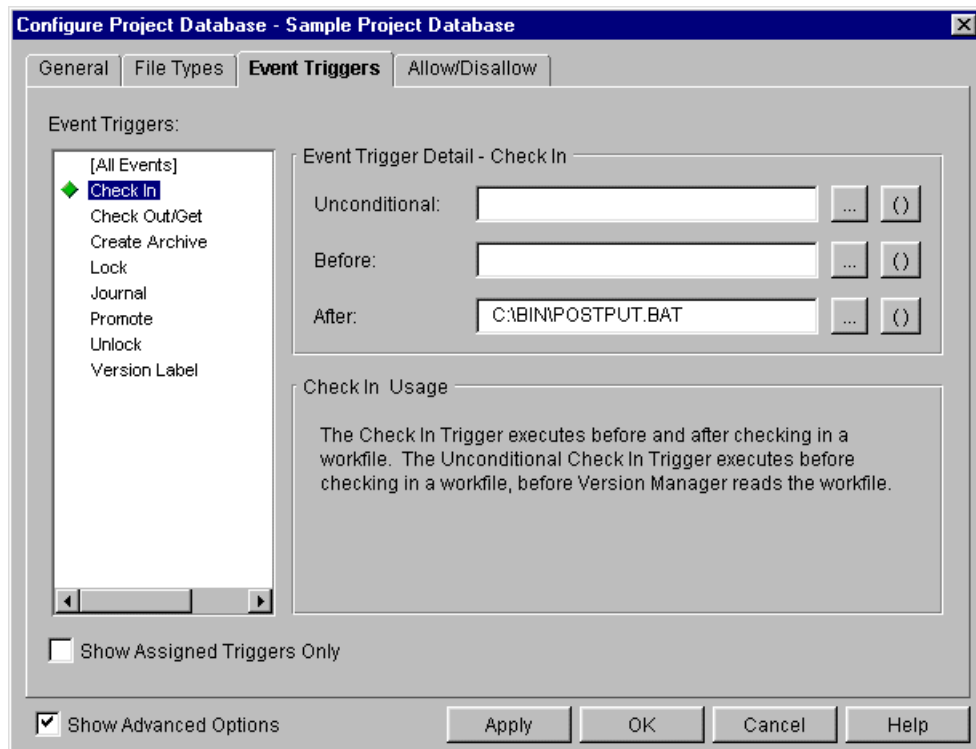 Configure Project Database - Sample Project Database
General File Types Event Triggers Allow/Disallow
Event Triggers:
[All Events]
Check In
Check Out/Get
Create Archive
Lock
Journal
Promote
Unlock
Version Label
Event Trigger Detail - Check In
Unconditional: ... ()
Before: ... ()
After: C:\BIN\POSTPUT.BAT ... ()
Check In Usage
The Check In Trigger executes before and after checking in a
workfile. The Unconditional Check In Trigger executes before
checking in a workfile, before Version Manager reads the workfile.
Show Assigned Triggers Only
Show Advanced Options Apply OK Cancel Help